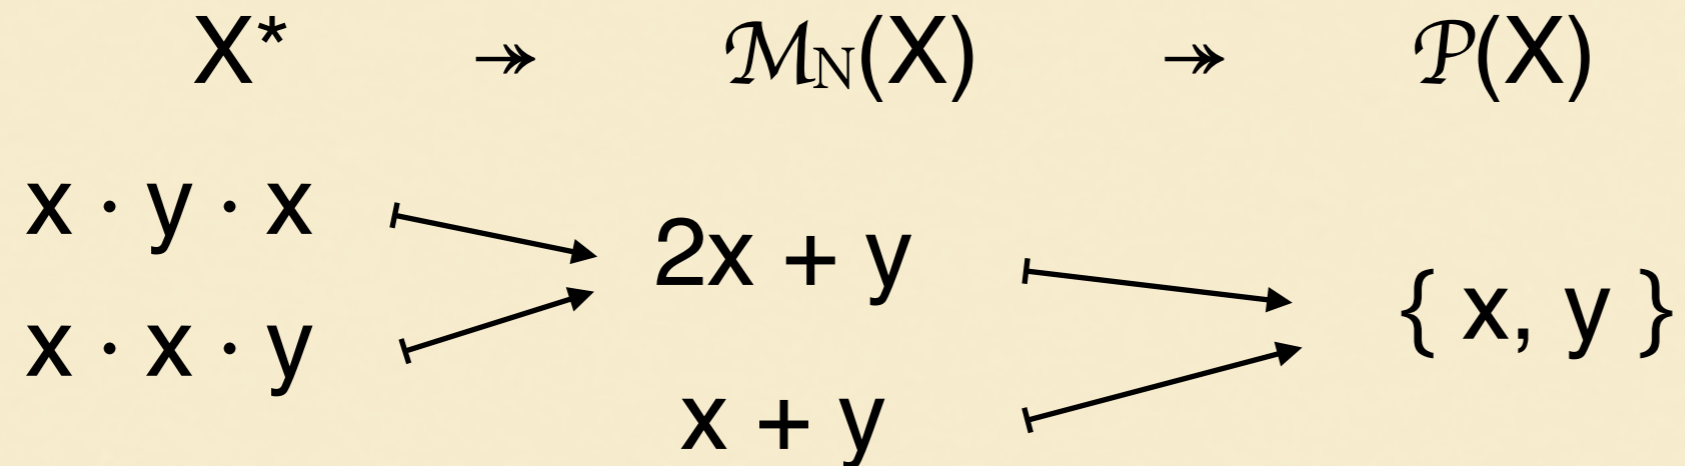 X* ↠ ℳN(X) ↠ 𝒫(X)
x · y · x
2x + y
{ x, y }
x · x · y
x + y